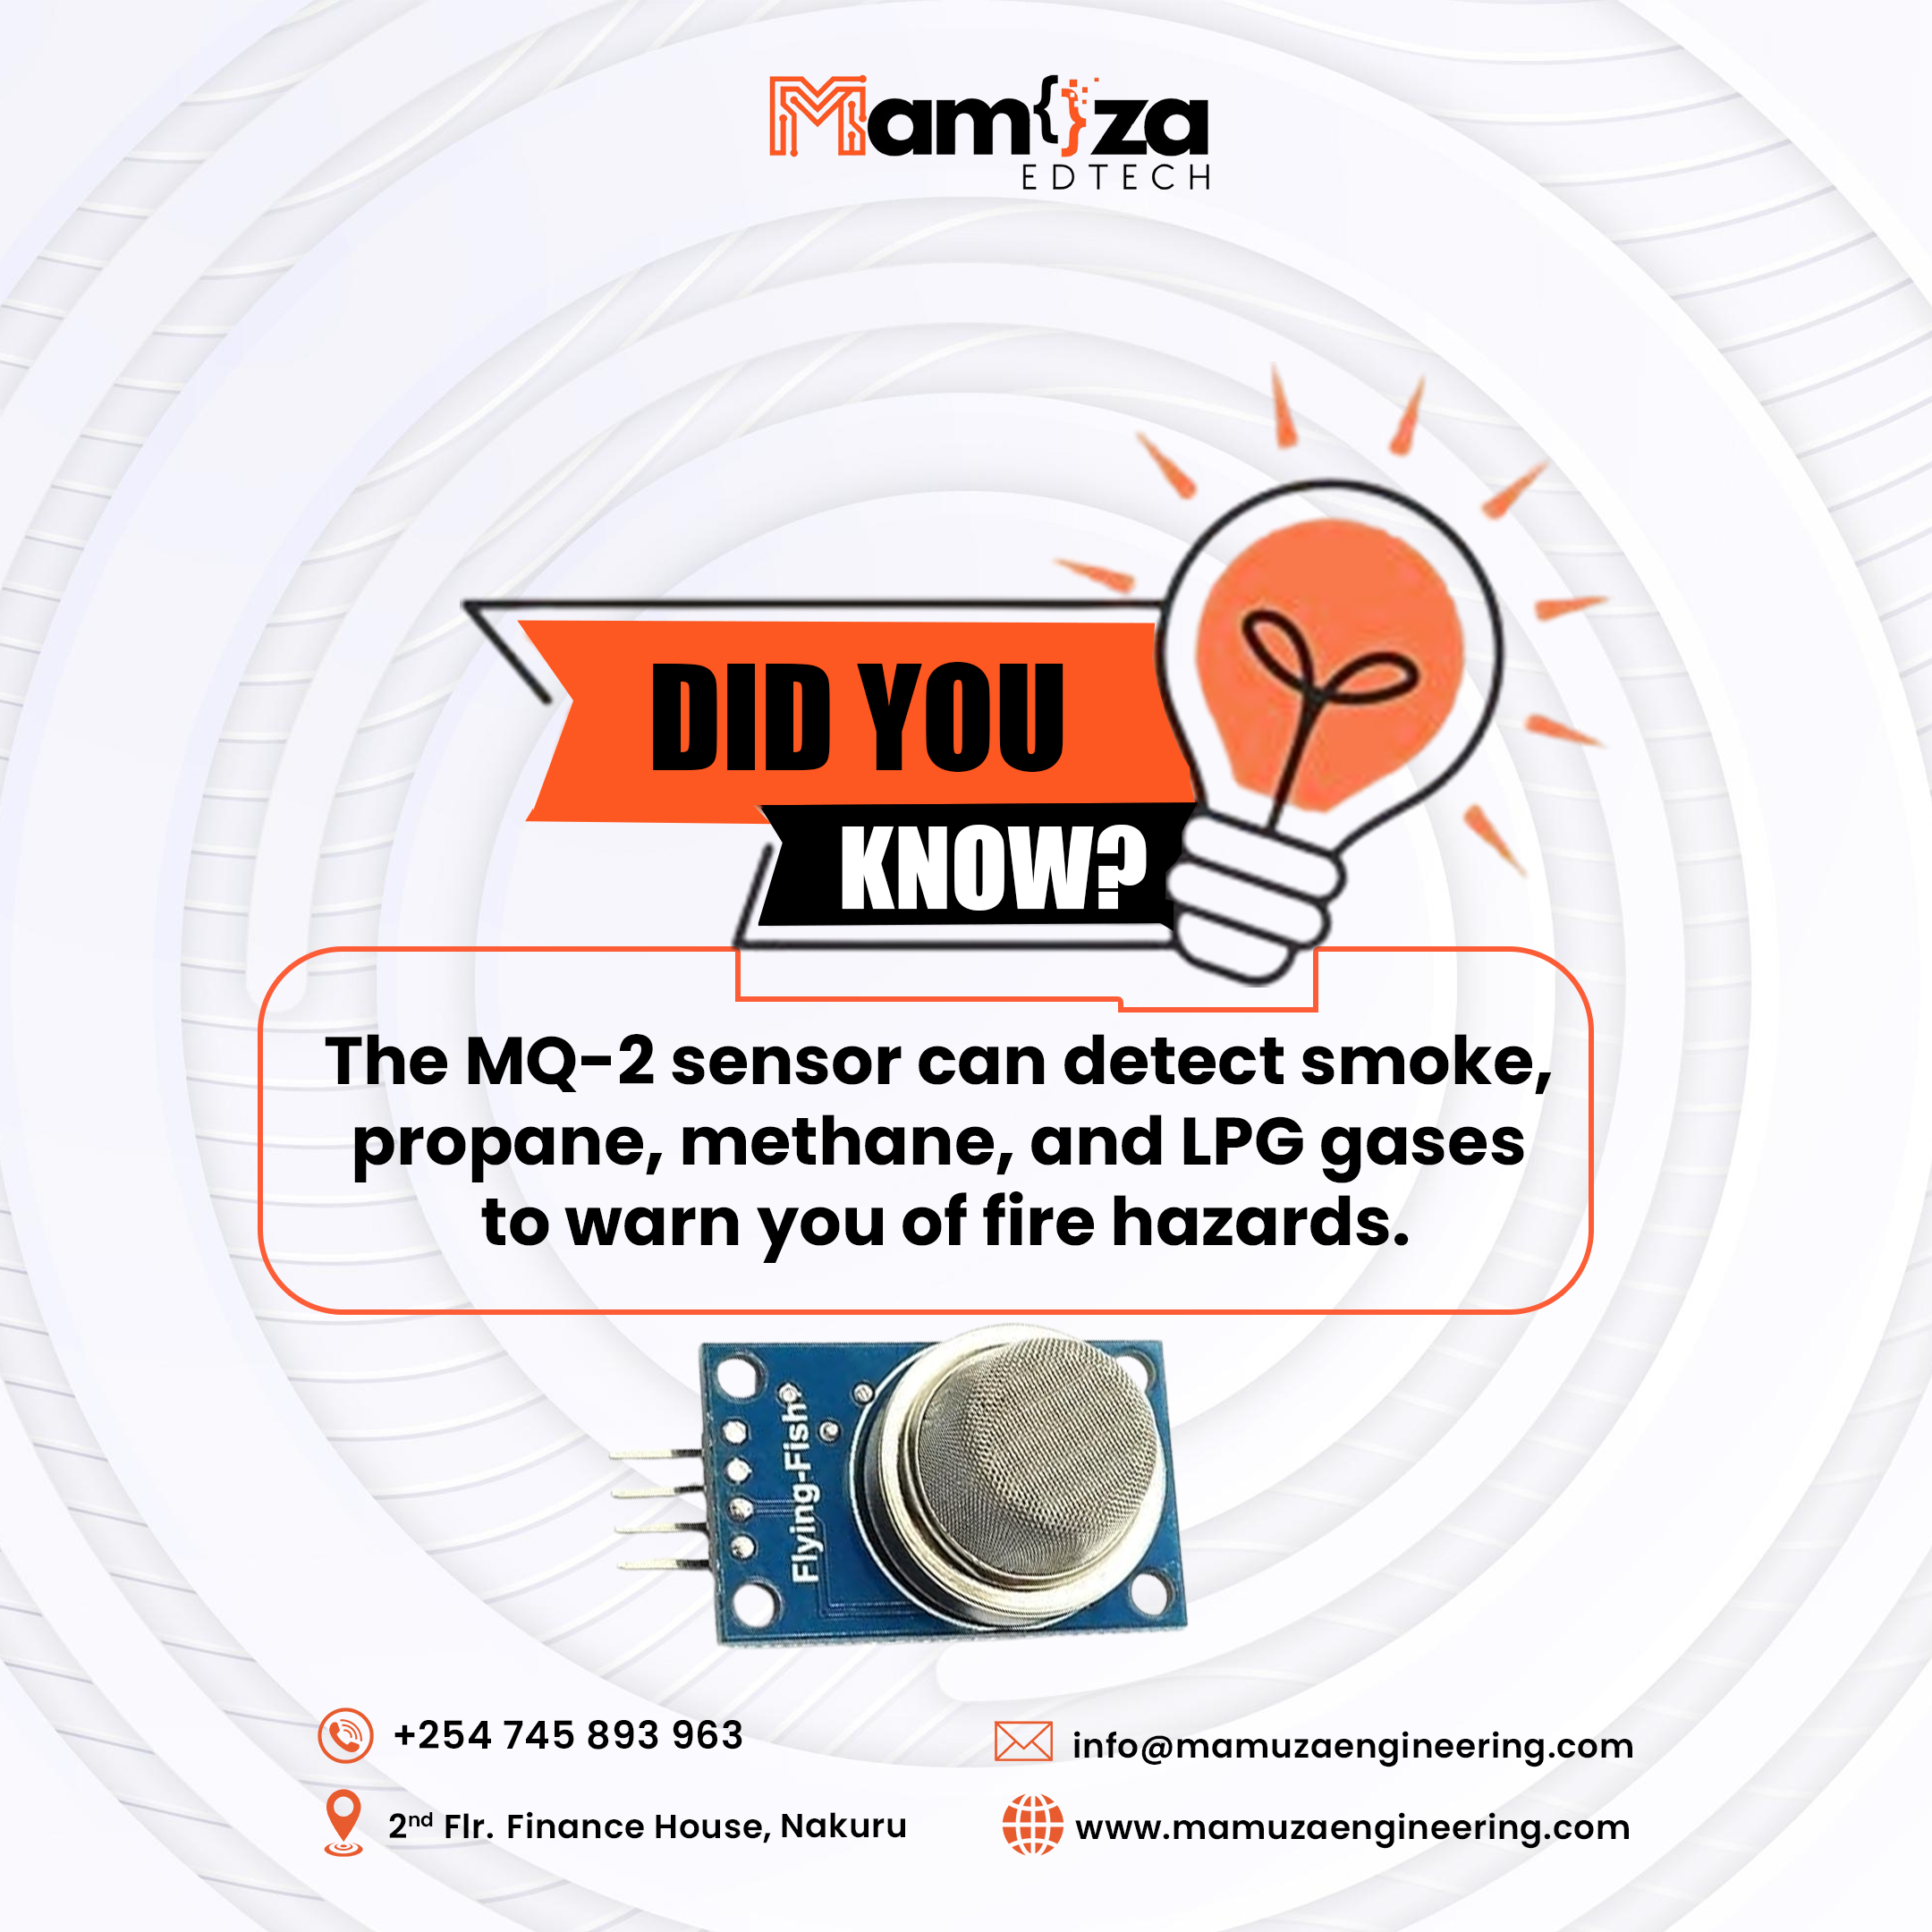 Mam{}za
EDTECH
DID YOU
KNOW?
The MQ-2 sensor can detect smoke,
propane, methane, and LPG gases
to warn you of fire hazards.
Flying-Fish
+254 745 893 963
info@mamuzaengineering.com
2nd Flr. Finance House, Nakuru
www.mamuzaengineering.com